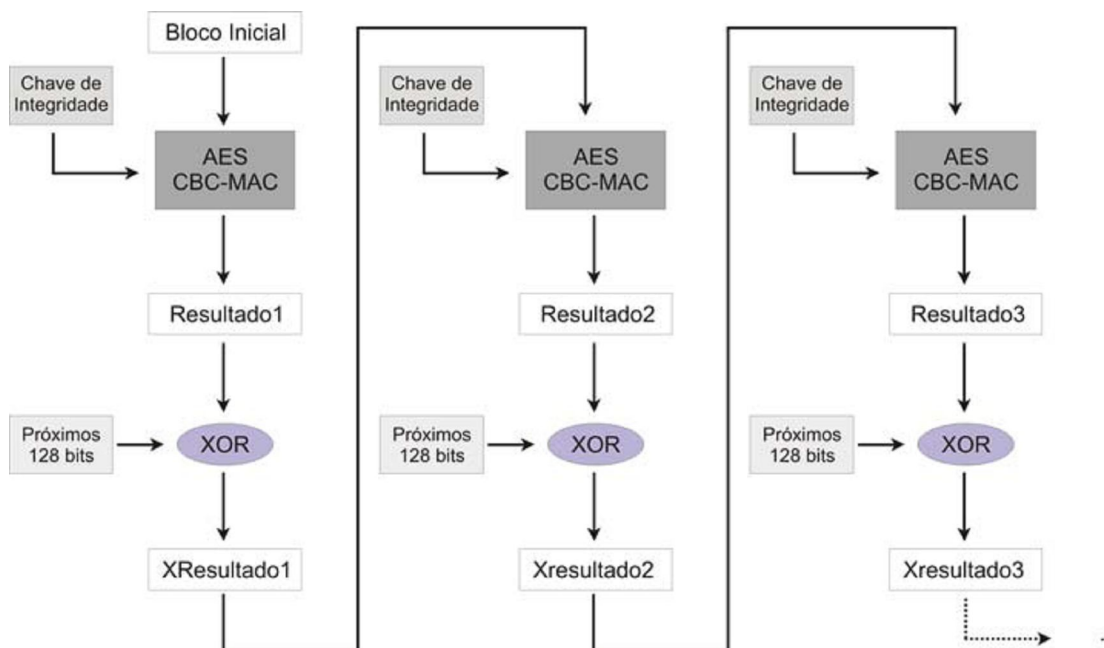 Bloco Inicial
Chave de
Integridade
AES
CBC-MAC
Resultado1
Próximos
128 bits
XOR
XResultado1
Chave de
Integridade
AES
CBC-MAC
Resultado2
Próximos
128 bits
XOR
Xresultado2
Chave de
Integridade
AES
CBC-MAC
Resultado3
Próximos
128 bits
XOR
Xresultado3